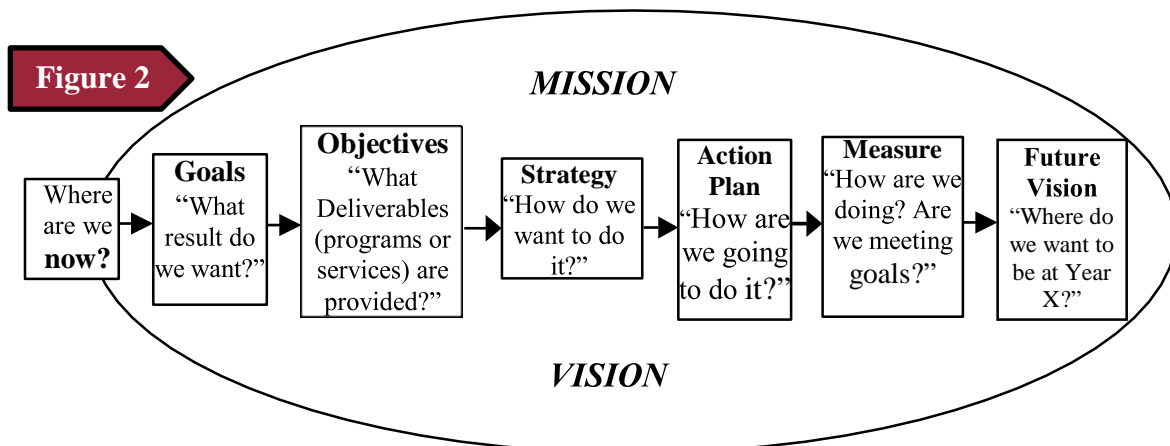 Figure 2
MISSION
Where
are we
now?
Goals
“What
result do
we want?”
Objectives
“What
Deliverables
(programs or
services) are
provided?”
Strategy
“How do we
want to do
it?”
Action
Plan
“How are
we going
to do it?”
Measure
“How are we
doing? Are
we meeting
goals?”
Future
Vision
“Where do
we want to
be at Year
X?”
VISION